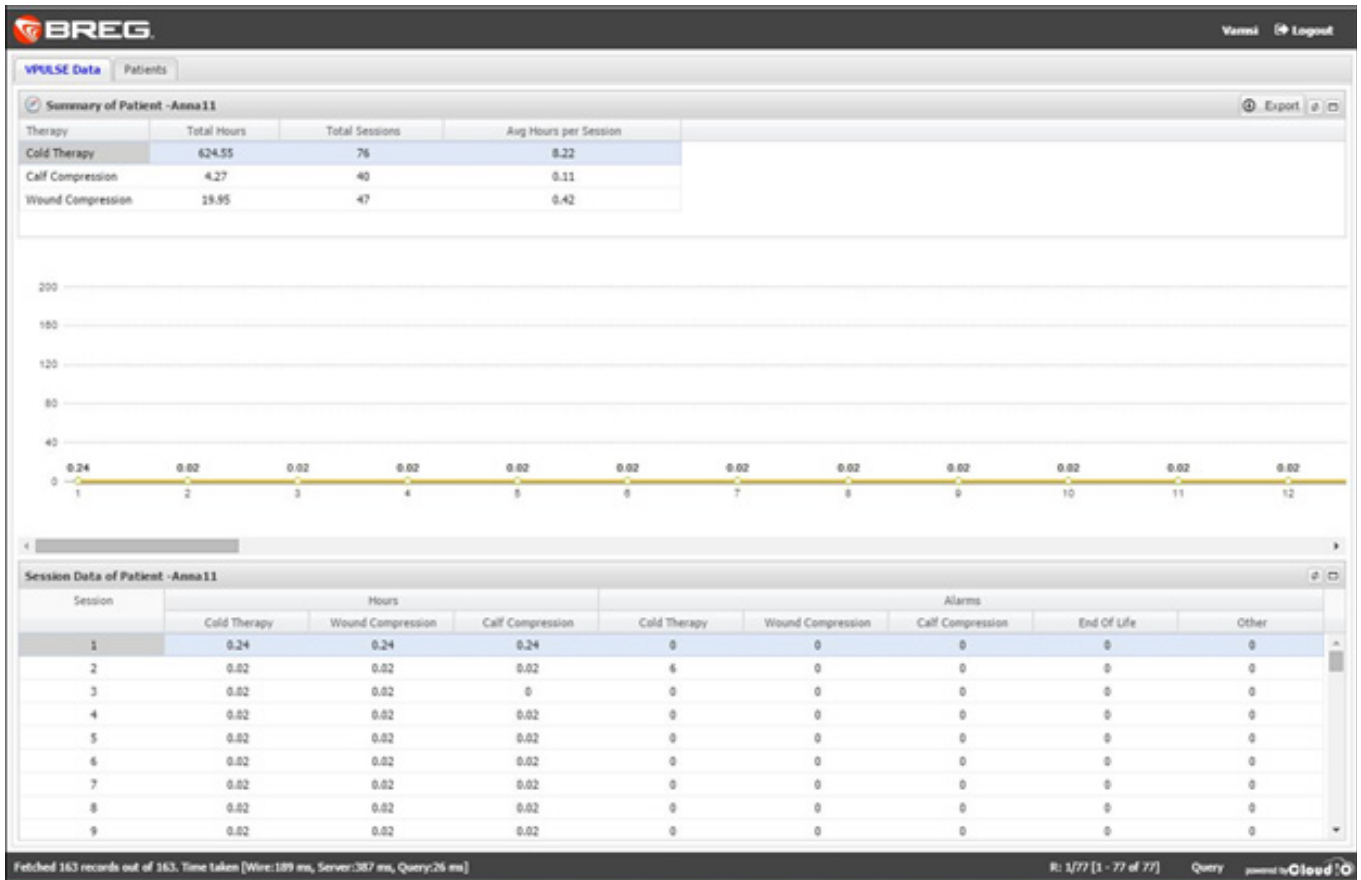 BREG.
Vamsi Logout
VPULSE Data Patients
Summary of Patient -Anna11 Export
Therapy Total Hours Total Sessions Avg Hours per Session
Cold Therapy 624.55 76 8.22
Calf Compression 4.27 40 0.11
Wound Compression 19.95 47 0.42
200
160
120
80
40
0.24 0.02 0.02 0.02 0.02 0.02 0.02 0.02 0.02 0.02 0.02 0.02
0
1 2 3 4 5 6 7 8 9 10 11 12
Session Data of Patient -Anna11
Session Hours Alarms
Cold Therapy Wound Compression Calf Compression Cold Therapy Wound Compression Calf Compression End Of Life Other
1 0.24 0.24 0.24 0 0 0 0 0
2 0.02 0.02 0.02 6 0 0 0 0
3 0.02 0.02 0 0 0 0 0 0
4 0.02 0.02 0.02 0 0 0 0 0
5 0.02 0.02 0.02 0 0 0 0 0
6 0.02 0.02 0.02 0 0 0 0 0
7 0.02 0.02 0.02 0 0 0 0 0
8 0.02 0.02 0.02 0 0 0 0 0
9 0.02 0.02 0.02 0 0 0 0 0
Fetched 163 records out of 163. Time taken [Wire:189 ms, Server:387 ms, Query:26 ms] R: 1/77 [1 - 77 of 77] Query powered by CloudIO